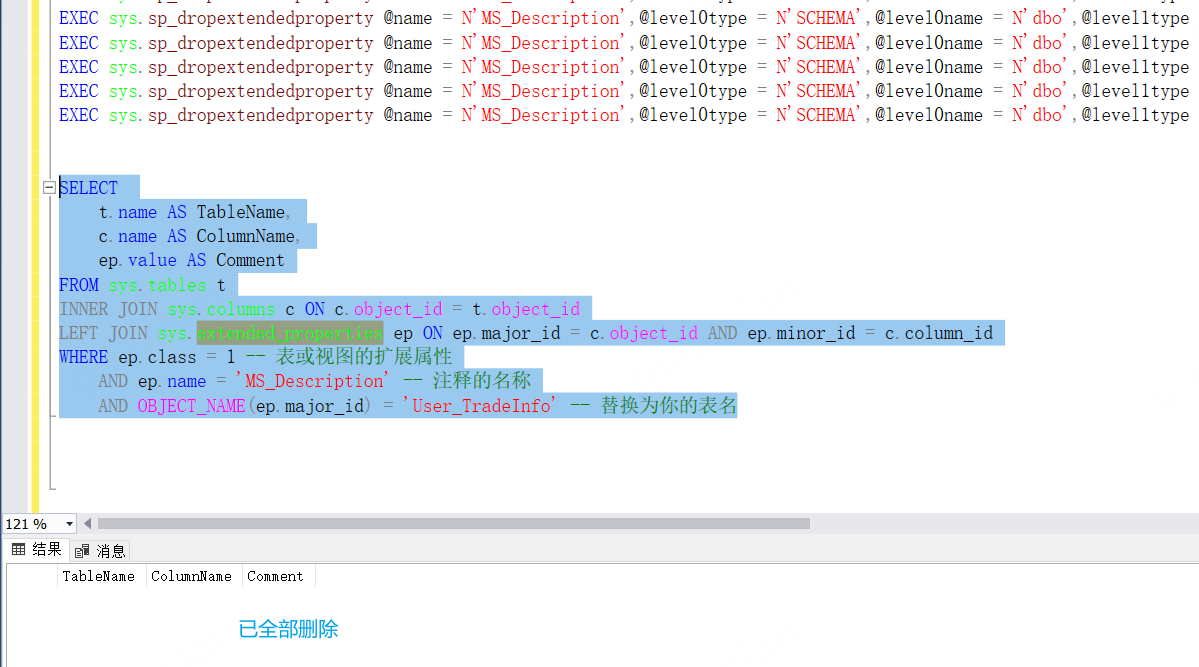 EXEC sys.sp_dropextendedproperty @name = N'MS_Description',@level0type = N'SCHEMA',@level0name = N'dbo',@level1type
EXEC sys.sp_dropextendedproperty @name = N'MS_Description',@level0type = N'SCHEMA',@level0name = N'dbo',@level1type
EXEC sys.sp_dropextendedproperty @name = N'MS_Description',@level0type = N'SCHEMA',@level0name = N'dbo',@level1type
EXEC sys.sp_dropextendedproperty @name = N'MS_Description',@level0type = N'SCHEMA',@level0name = N'dbo',@level1type
EXEC sys.sp_dropextendedproperty @name = N'MS_Description',@level0type = N'SCHEMA',@level0name = N'dbo',@level1type
SELECT
t.name AS TableName,
c.name AS ColumnName,
ep.value AS Comment
FROM sys.tables t
INNER JOIN sys.columns c ON c.object_id = t.object_id
LEFT JOIN sys.extended_properties ep ON ep.major_id = c.object_id AND ep.minor_id = c.column_id
WHERE ep.class = 1 -- 表或视图的扩展属性
AND ep.name = 'MS_Description' -- 注释的名称
AND OBJECT_NAME(ep.major_id) = 'User_TradeInfo' -- 替换为你的表名
121 %
结果 消息
TableName ColumnName Comment
已全部删除